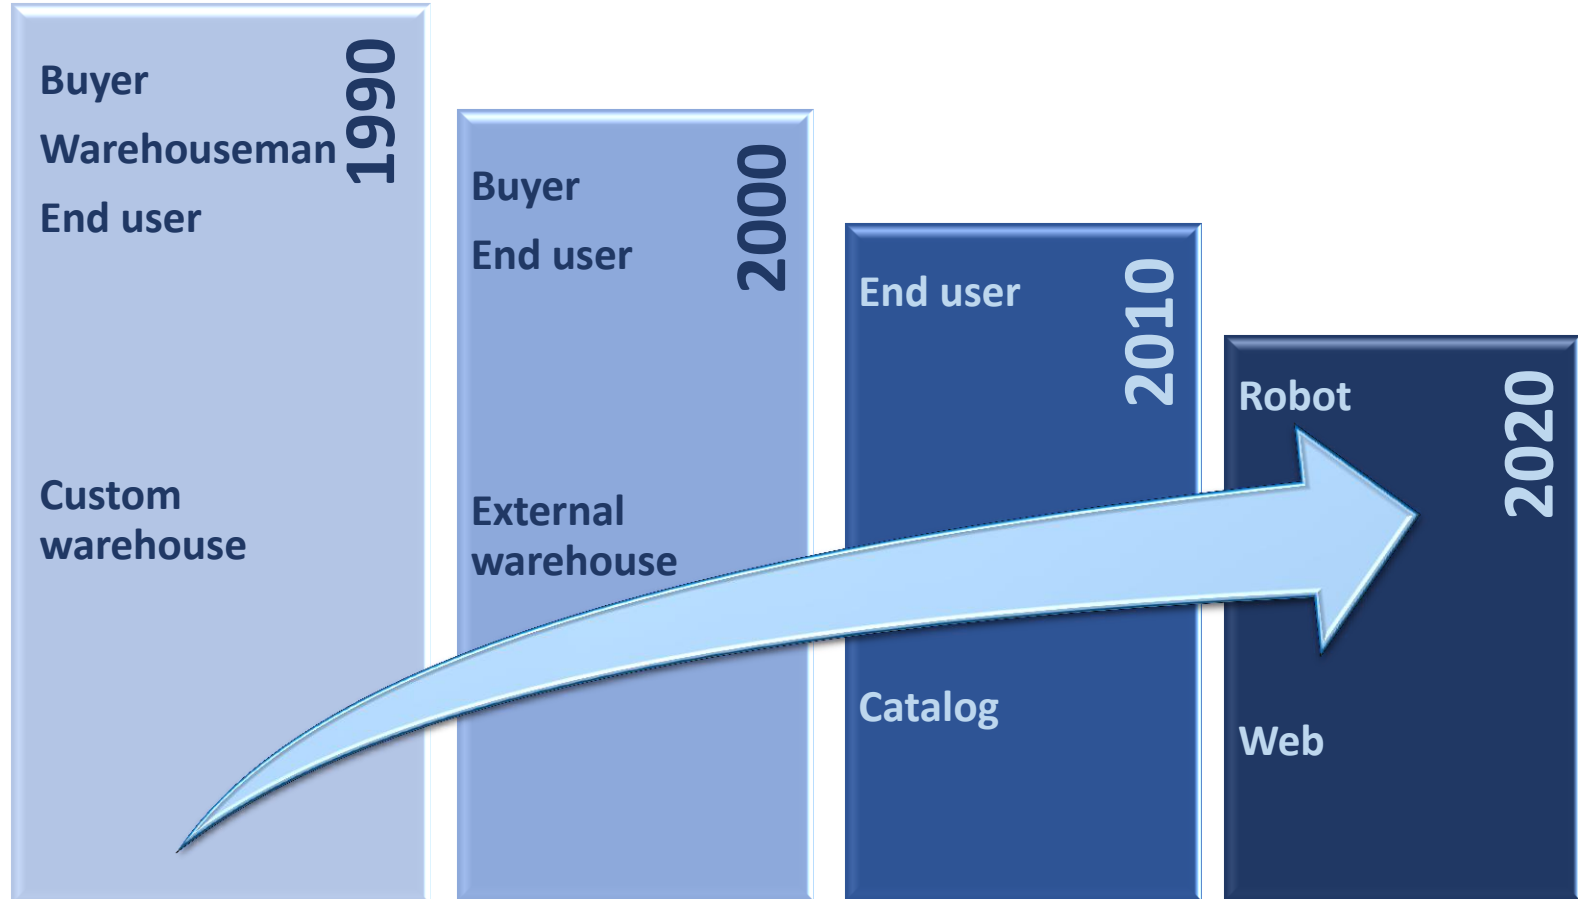 1990
Buyer
Warehouseman
End user
Custom
warehouse
2000
Buyer
End user
External
warehouse
2010
End user
Catalog
2020
Robot
Web